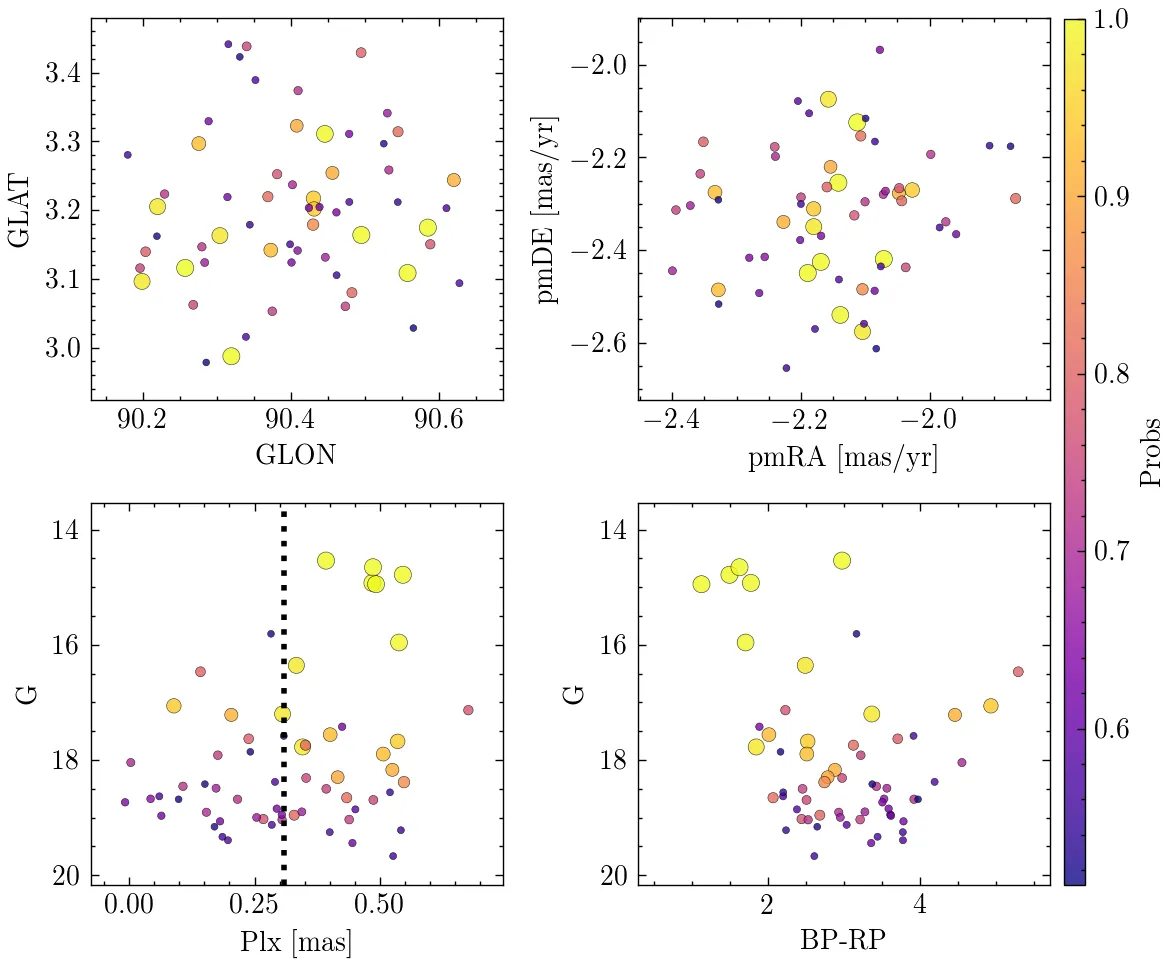 3.4
3.3
3.2
3.1
3.0
GLAT
90.2 90.4 90.6
GLON
−2.0
−2.2
−2.4
−2.6
pmDE [mas/yr]
−2.4 −2.2 −2.0
pmRA [mas/yr]
1.0
0.9
0.8
0.7
0.6
Probs
14
16
18
20
G
0.00 0.25 0.50
Plx [mas]
14
16
18
20
G
2 4
BP-RP